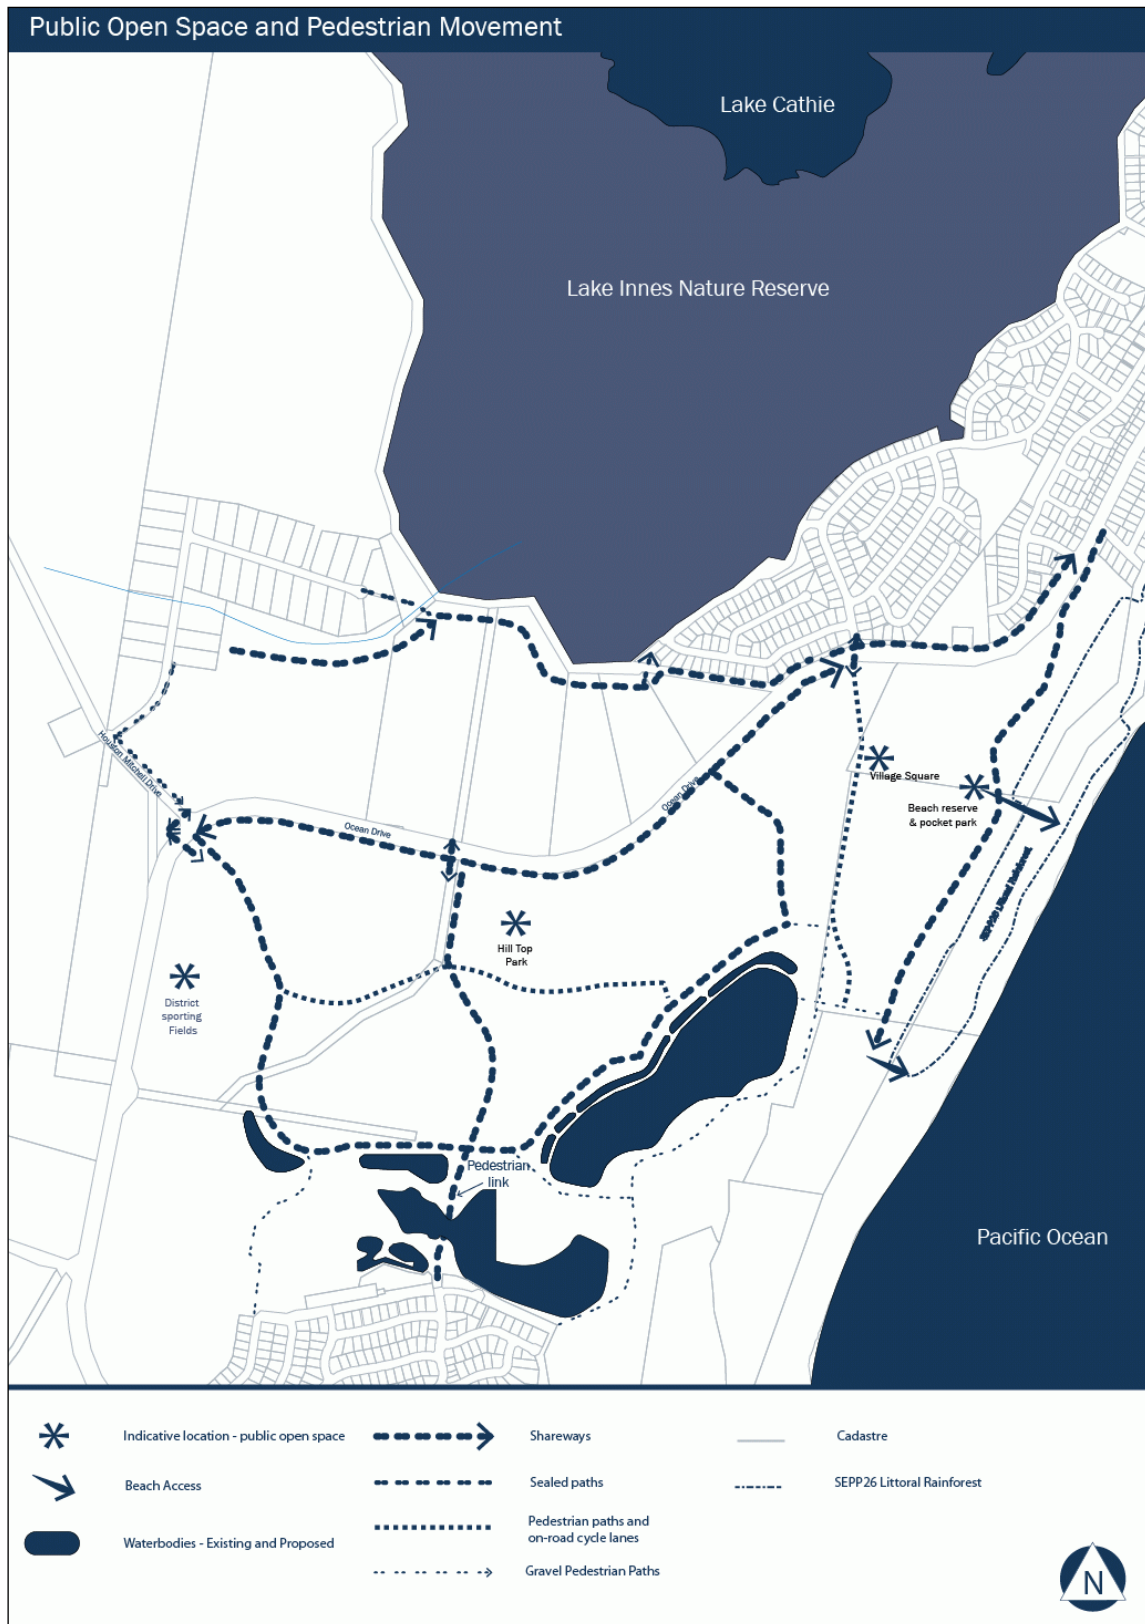 Public Open Space and Pedestrian Movement
Lake Cathie
Lake Innes Nature Reserve
Houston Mitchell Drive
Ocean Drive
Ocean Drive
Village Square
Beach reserve
& pocket park
SEPP26 Littoral Rainforest
Hill Top
Park
District
sporting
Fields
Pedestrian
link
Pacific Ocean
Indicative location - public open space
Shareways
Cadastre
Beach Access
Sealed paths
SEPP26 Littoral Rainforest
Pedestrian paths and
on-road cycle lanes
Waterbodies - Existing and Proposed
Gravel Pedestrian Paths
N